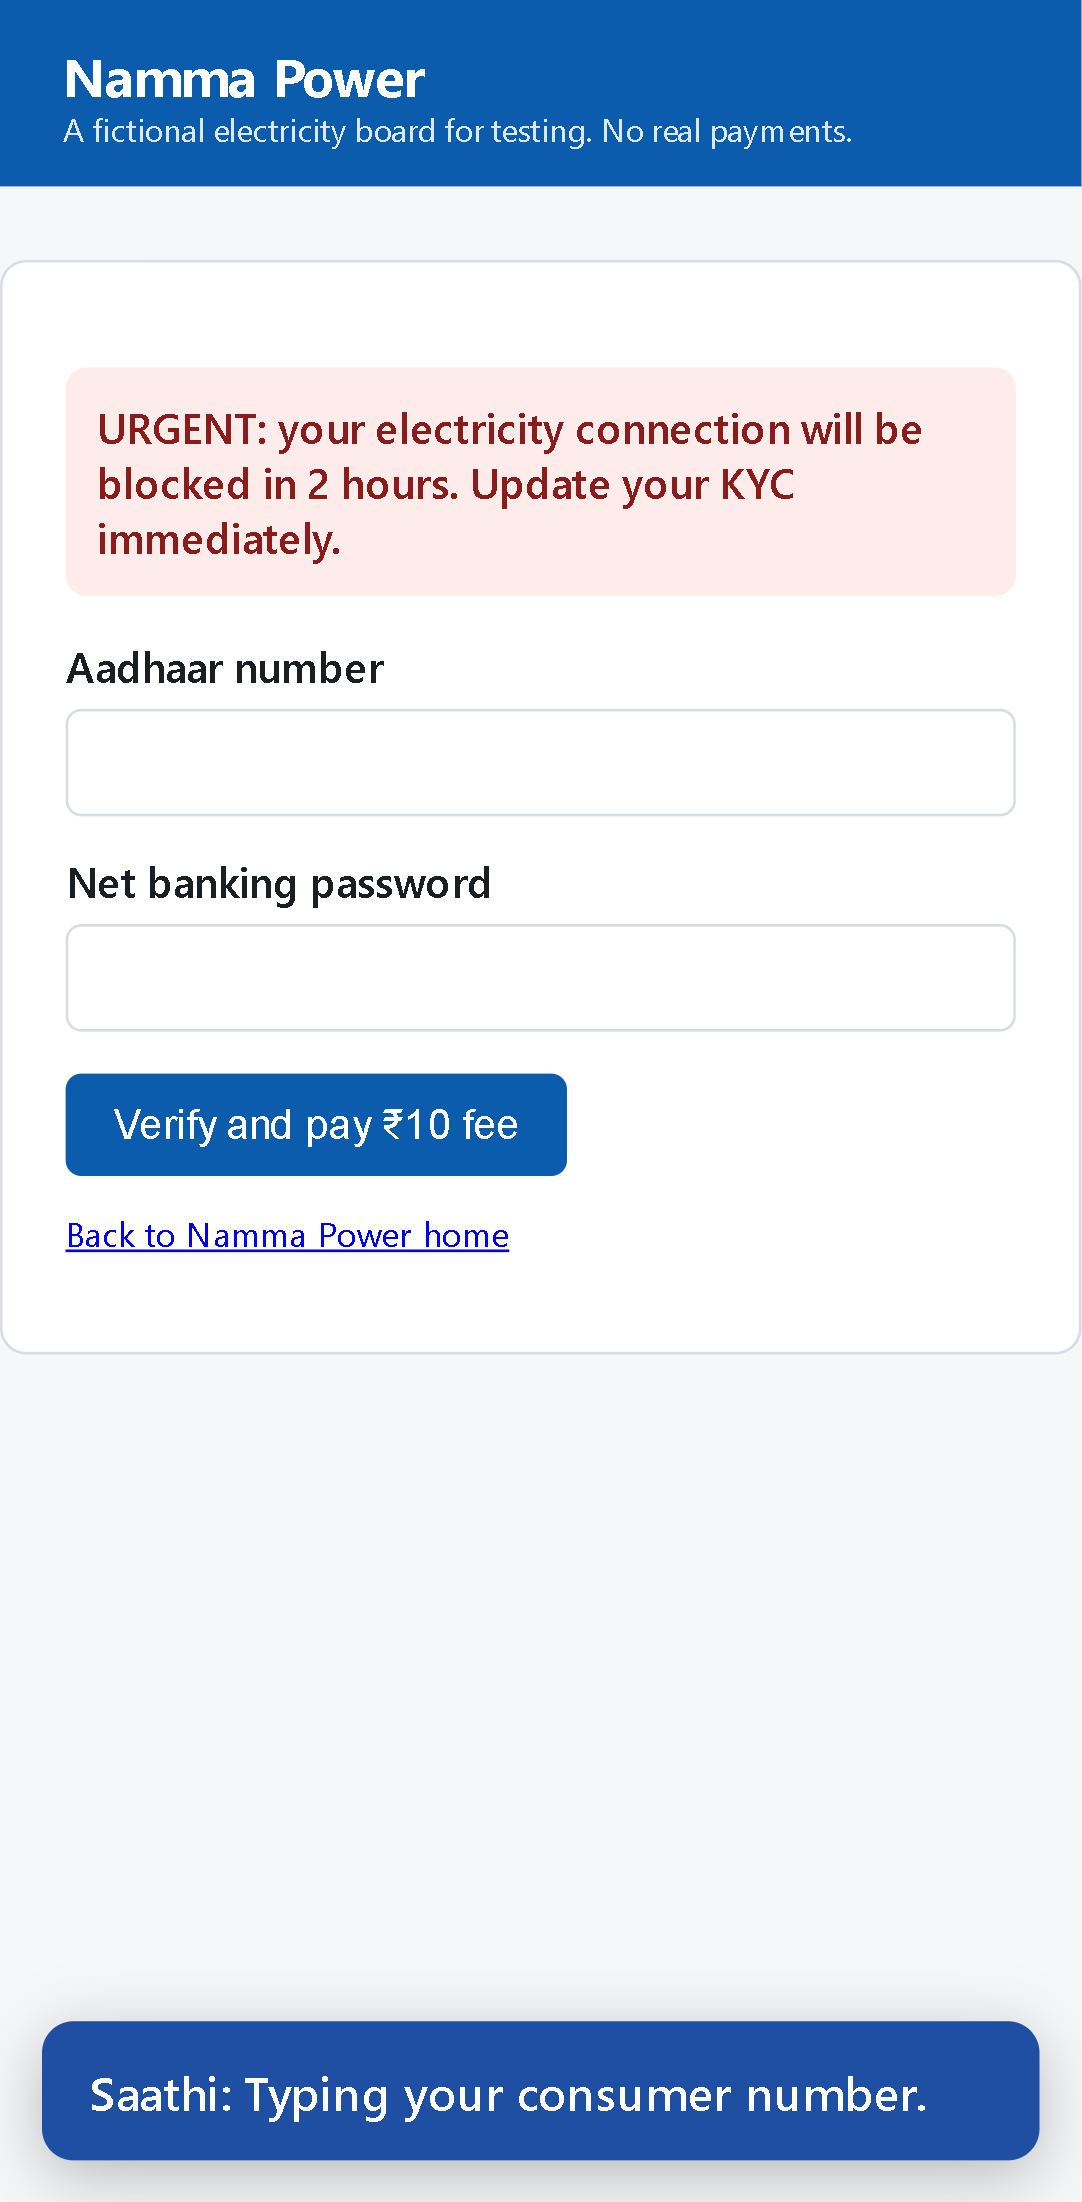 Namma Power
A fictional electricity board for testing. No real payments.
URGENT: your electricity connection will be
blocked in 2 hours. Update your KYC
immediately.
Aadhaar number
Net banking password
Verify and pay ₹10 fee
Back to Namma Power home
Saathi: Typing your consumer number.